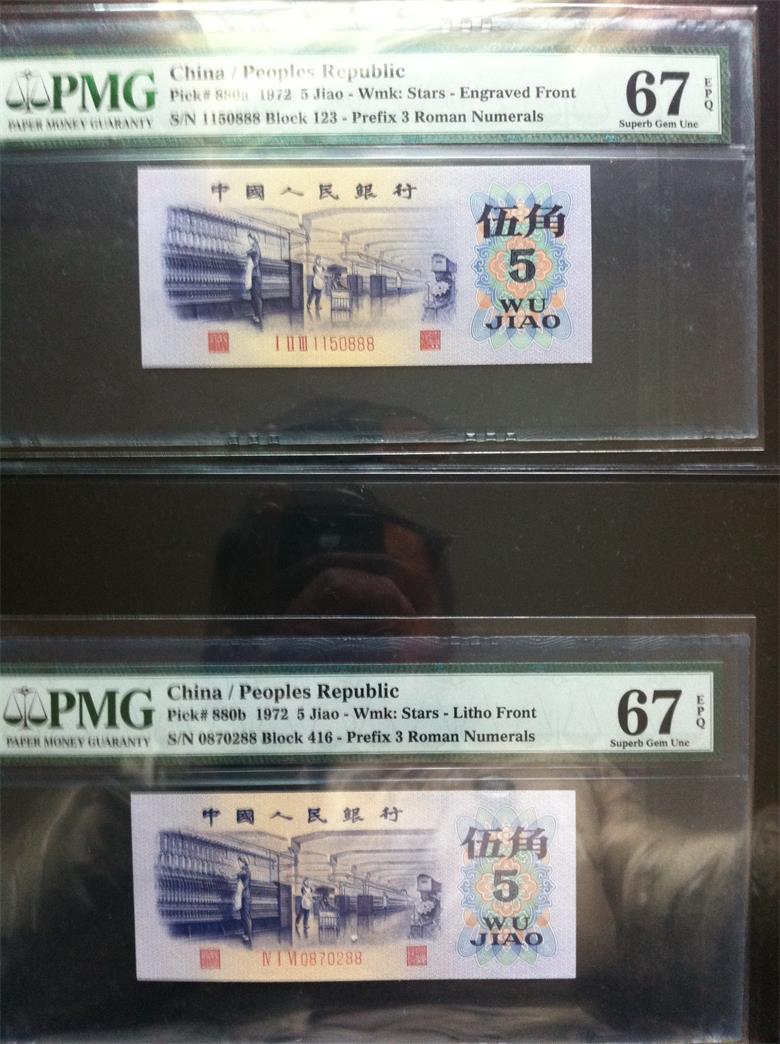 PMG
PAPER MONEY GUARANTY
China / Peoples Republic
Pick# 880a 1972 5 Jiao - Wmk: Stars - Engraved Front
S/N 1150888 Block 123 - Prefix 3 Roman Numerals
67
EPQ
Superb Gem Unc
中國人民銀行
伍角
5
WU
JIAO
I II III 1150888
PMG
PAPER MONEY GUARANTY
China / Peoples Republic
Pick# 880b 1972 5 Jiao - Wmk: Stars - Litho Front
S/N 0870288 Block 416 - Prefix 3 Roman Numerals
67
EPQ
Superb Gem Unc
中國人民銀行
伍角
5
WU
JIAO
IV I VI 0870288